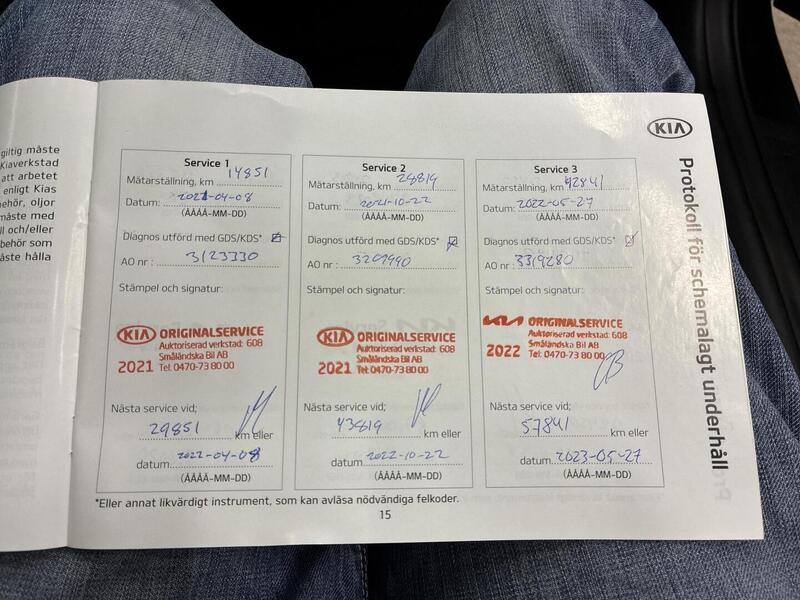 giltig måste
Kiaverkstad
att arbetet
enligt Kias
behör, oljor
måste med
ll och/eller
behör som
åste hålla
KIA
Protokoll för schemalagt underhåll
Service 1
Mätarställning, km 14851
Datum: 2021-04-08
(ÅÅÅÅ-MM-DD)
Diagnos utförd med GDS/KDS*
AO nr : 3123330
Stämpel och signatur:
KIA ORIGINALSERVICE
Auktoriserad verkstad: 608
Småländska Bil AB
2021 Tel: 0470-73 80 00
Nästa service vid;
29851 km eller
datum 2022-04-08
(ÅÅÅÅ-MM-DD)
Service 2
Mätarställning, km 28819
Datum: 2021-10-22
(ÅÅÅÅ-MM-DD)
Diagnos utförd med GDS/KDS*
AO nr : 3209990
Stämpel och signatur:
KIA ORIGINALSERVICE
Auktoriserad verkstad: 608
Småländska Bil AB
2021 Tel: 0470-73 80 00
Nästa service vid;
43819 km eller
datum 2022-10-22
(ÅÅÅÅ-MM-DD)
Service 3
Mätarställning, km 42841
Datum: 2022-05-27
(ÅÅÅÅ-MM-DD)
Diagnos utförd med GDS/KDS*
AO nr : 3319280
Stämpel och signatur:
KIA ORIGINALSERVICE
Auktoriserad verkstad: 608
Småländska Bil AB
2022 Tel: 0470-73 80 00
Nästa service vid;
57841 km eller
datum 2023-05-27
(ÅÅÅÅ-MM-DD)
*Eller annat likvärdigt instrument, som kan avläsa nödvändiga felkoder.
15